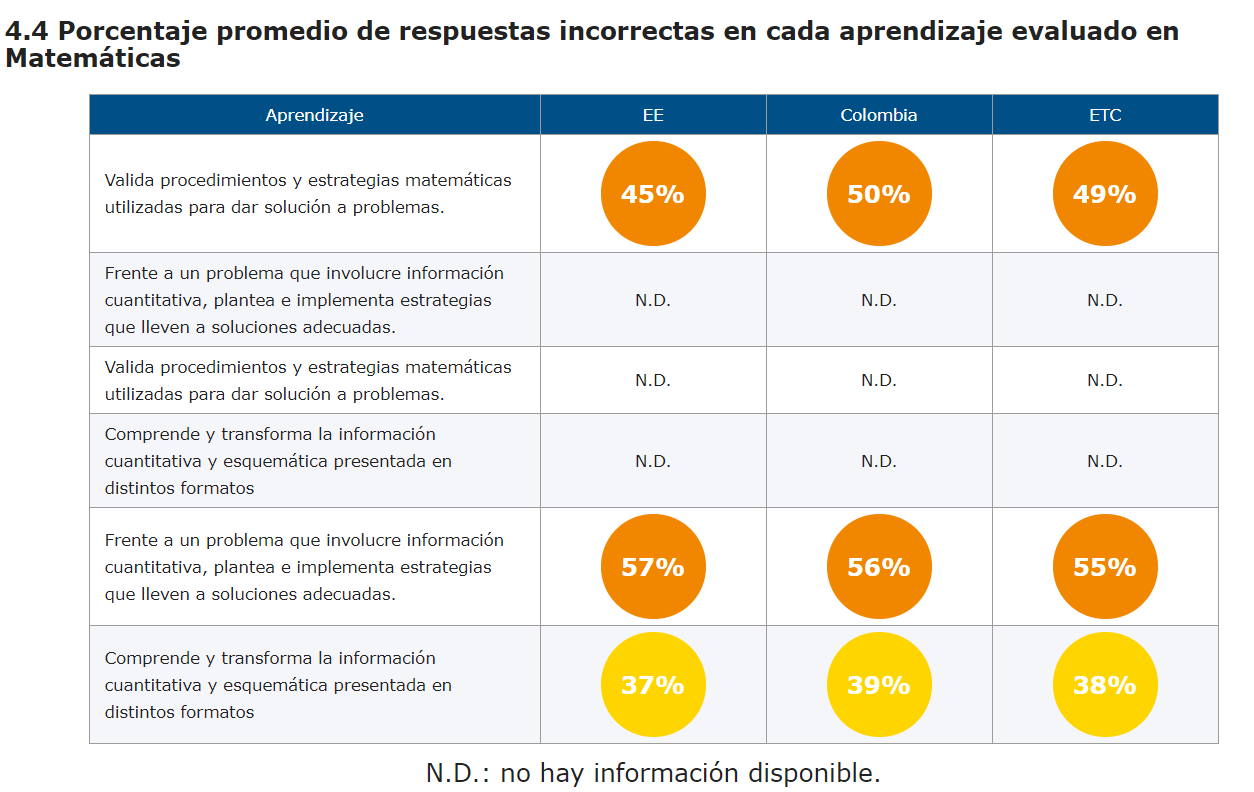 4.4 Porcentaje promedio de respuestas incorrectas en cada aprendizaje evaluado en
Matemáticas
Aprendizaje EE Colombia ETC
Valida procedimientos y estrategias matemáticas
utilizadas para dar solución a problemas.
45% 50% 49%
Frente a un problema que involucre información
cuantitativa, plantea e implementa estrategias
que lleven a soluciones adecuadas.
N.D. N.D. N.D.
Valida procedimientos y estrategias matemáticas
utilizadas para dar solución a problemas.
N.D. N.D. N.D.
Comprende y transforma la información
cuantitativa y esquemática presentada en
distintos formatos
N.D. N.D. N.D.
Frente a un problema que involucre información
cuantitativa, plantea e implementa estrategias
que lleven a soluciones adecuadas.
57% 56% 55%
Comprende y transforma la información
cuantitativa y esquemática presentada en
distintos formatos
37% 39% 38%
N.D.: no hay información disponible.